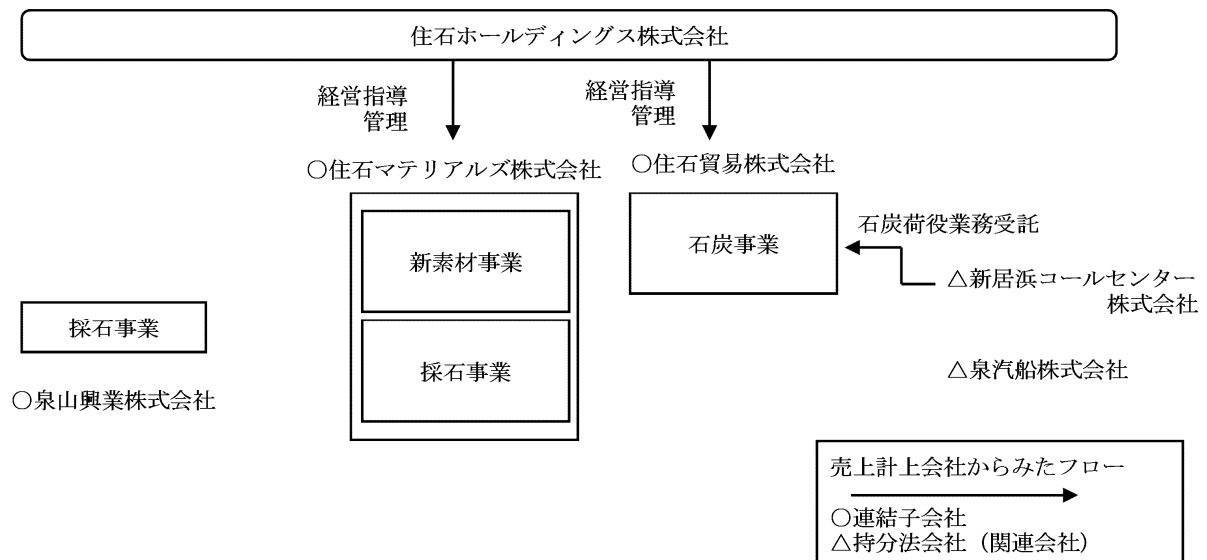 住石ホールディングス株式会社
経営指導
管理
経営指導
管理
○住石マテリアルズ株式会社
○住石貿易株式会社
新素材事業
採石事業
石炭事業
石炭荷役業務受託
△新居浜コールセンター
株式会社
採石事業
○泉山興業株式会社
△泉汽船株式会社
売上計上会社からみたフロー
○連結子会社
△持分法会社（関連会社）